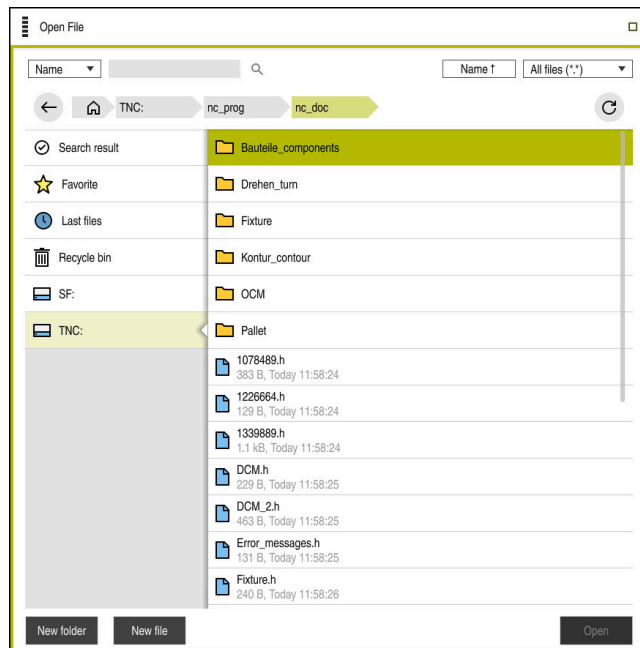 Open File
Name
Name ↑
All files (*.*)
TNC:
nc_prog
nc_doc
Search result
Favorite
Last files
Recycle bin
SF:
TNC:
Bauteile_components
Drehen_turn
Fixture
Kontur_contour
OCM
Pallet
1078489.h
383 B, Today 11:58:24
1226664.h
129 B, Today 11:58:24
1339889.h
1.1 kB, Today 11:58:24
DCM.h
229 B, Today 11:58:25
DCM_2.h
463 B, Today 11:58:25
Error_messages.h
131 B, Today 11:58:25
Fixture.h
240 B, Today 11:58:26
New folder
New file
Open